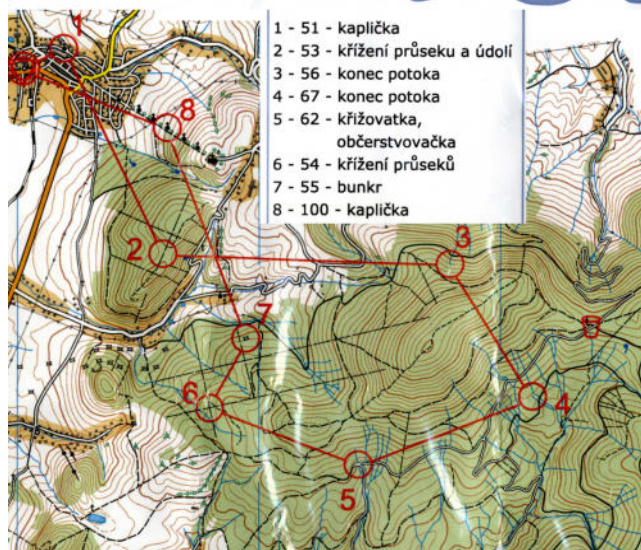 1 - 51 - kaplička
2 - 53 - křížení průseku a údolí
3 - 56 - konec potoka
4 - 67 - konec potoka
5 - 62 - křižovatka,
občerstvovačka
6 - 54 - křížení průseků
7 - 55 - bunkr
8 - 100 - kaplička
1
8
2
3
7
6
4
5